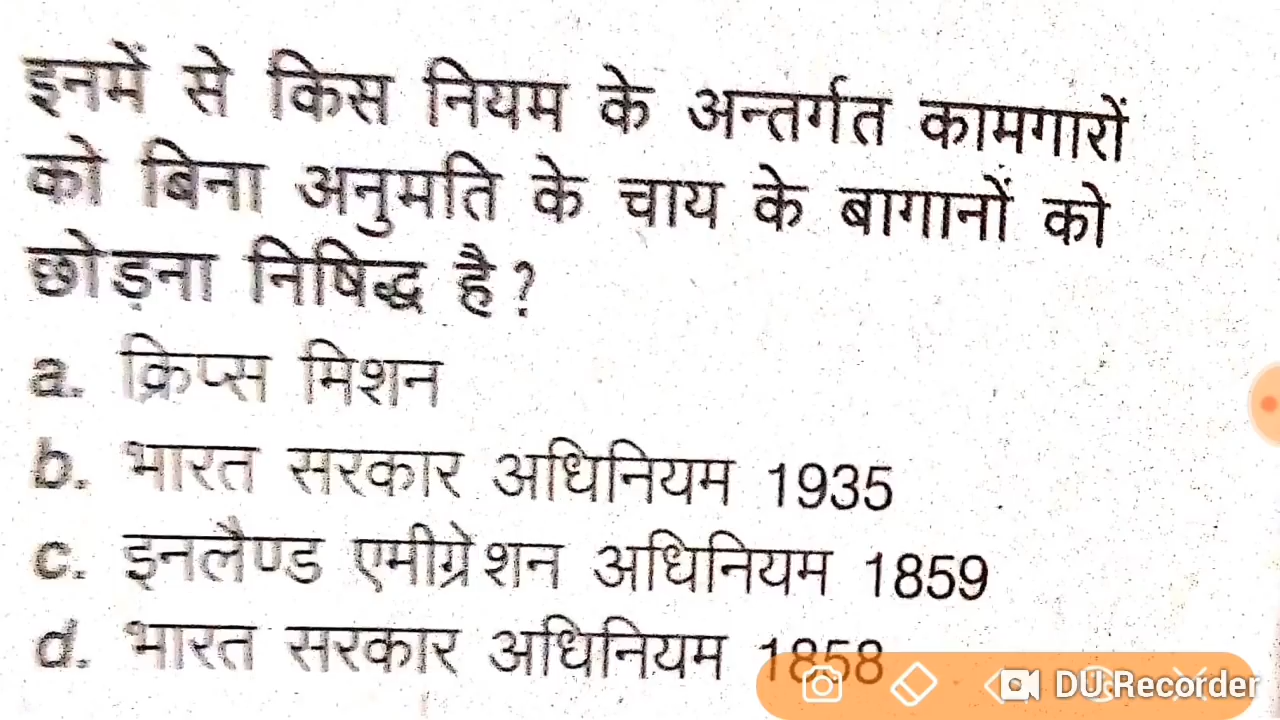 इनमें से किस नियम के अन्तर्गत कामगारों
को बिना अनुमति के चाय के बागानों को
छोड़ना निषिद्ध है?
a. क्रिप्स मिशन
b. भारत सरकार अधिनियम 1935
c. इनलैण्ड एमीग्रेशन अधिनियम 1859
d. भारत सरकार अधिनियम 1858
DU Recorder